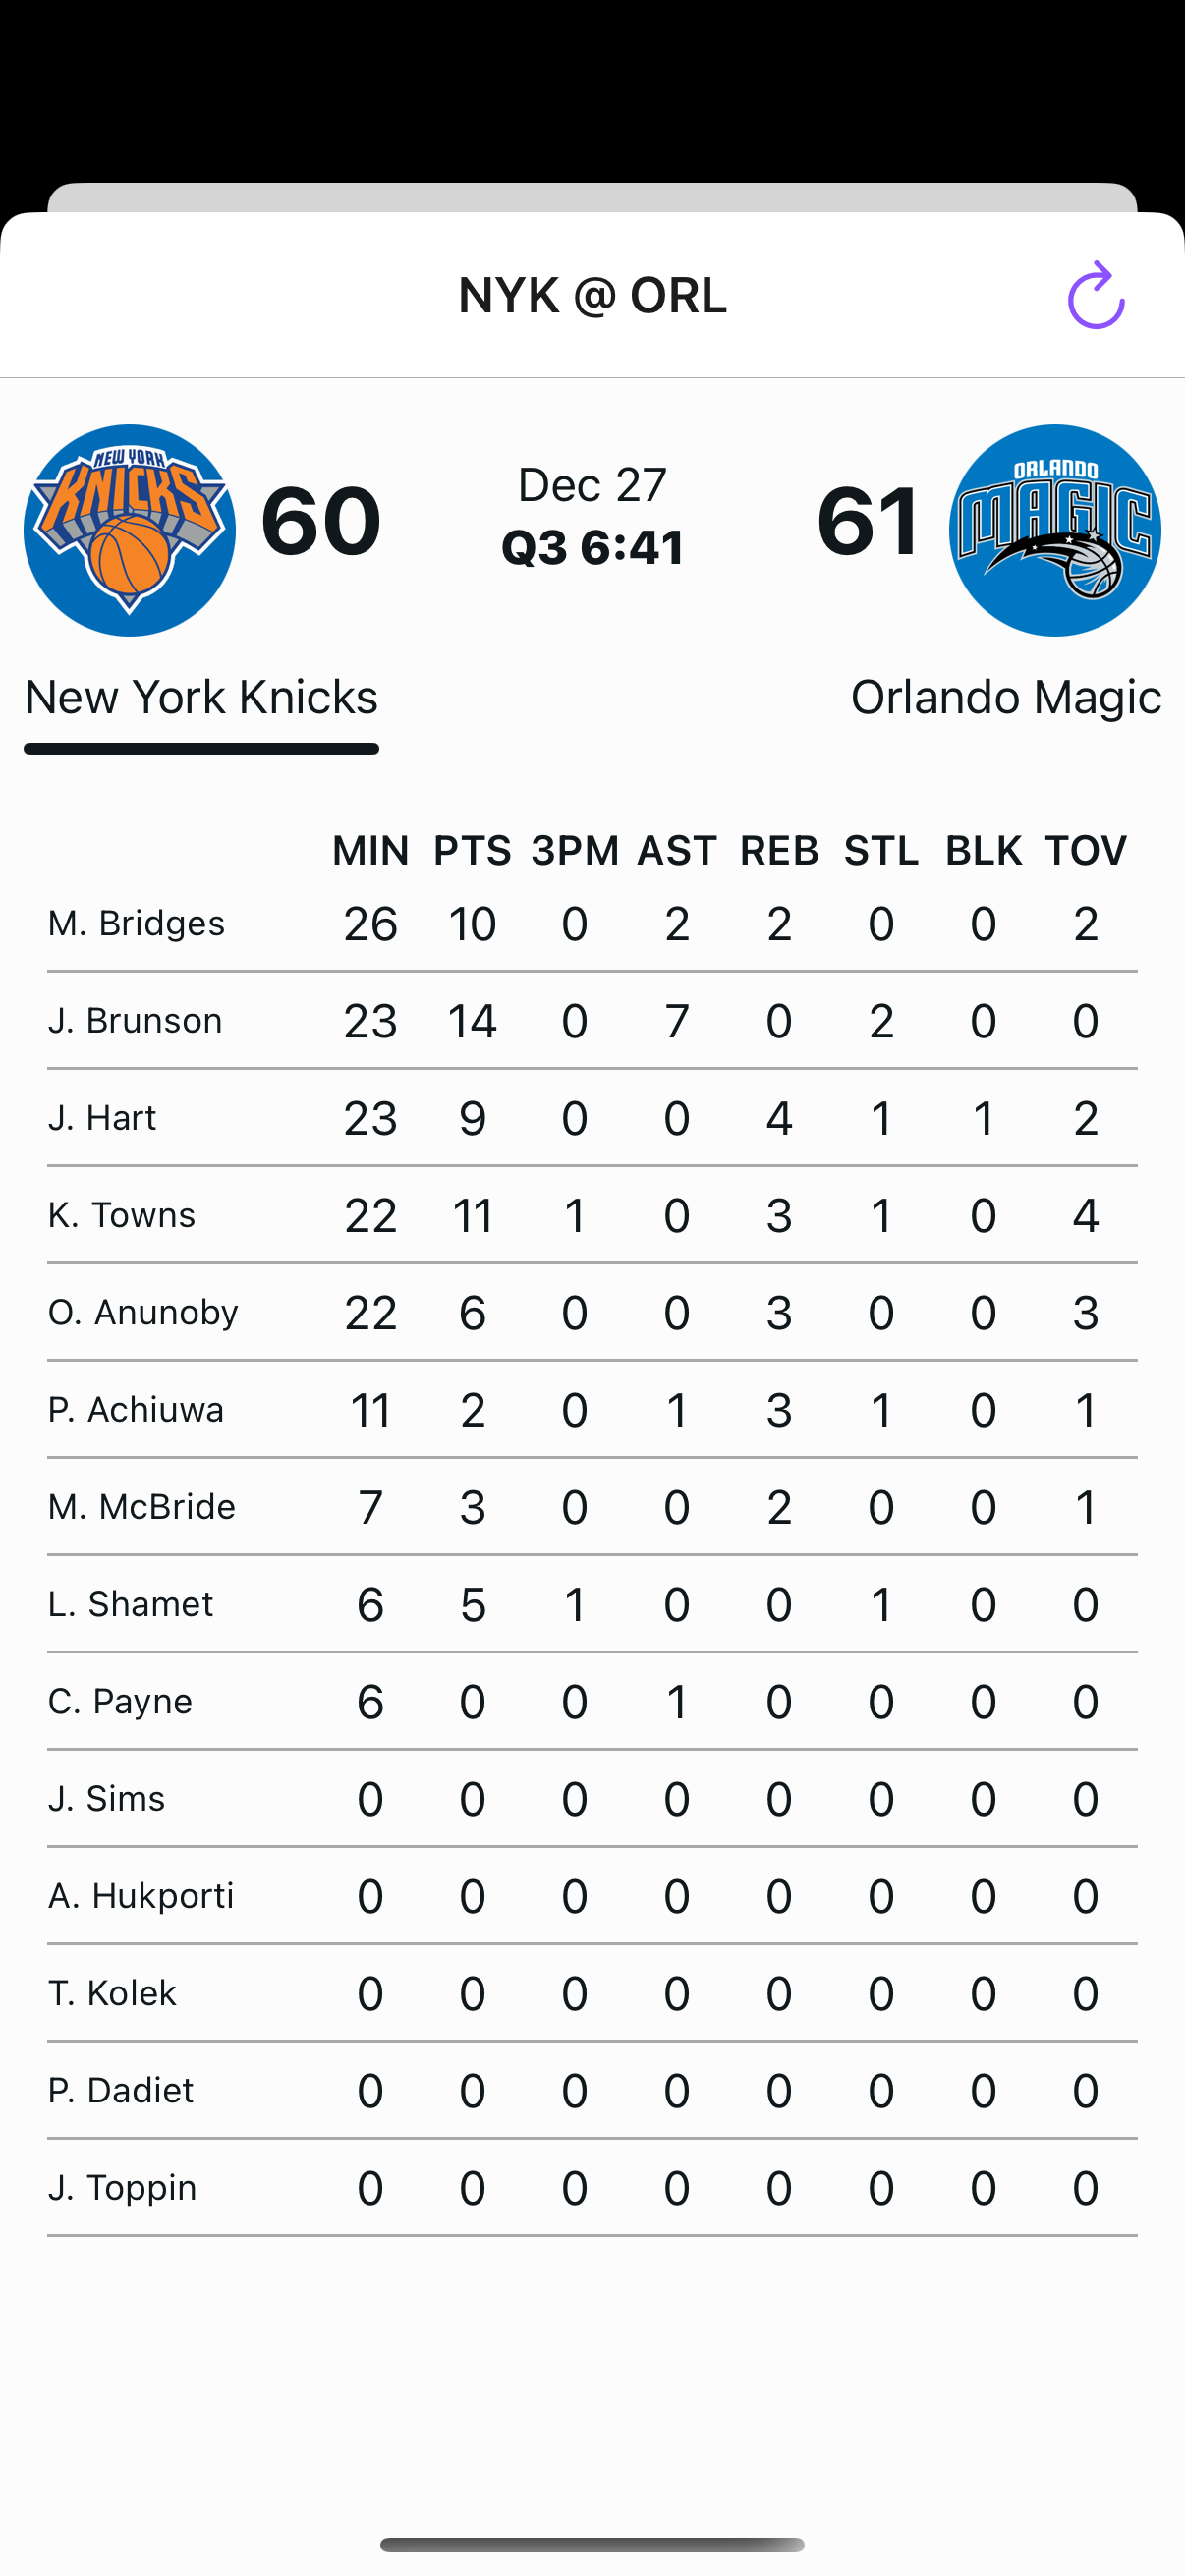 NYK @ ORL
NEW YORK
KNICKS
60
Dec 27
Q3 6:41
61
ORLANDO
MAGIC
New York Knicks
Orlando Magic
MIN PTS 3PM AST REB STL BLK TOV
M. Bridges 26 10 0 2 2 0 0 2
J. Brunson 23 14 0 7 0 2 0 0
J. Hart 23 9 0 0 4 1 1 2
K. Towns 22 11 1 0 3 1 0 4
O. Anunoby 22 6 0 0 3 0 0 3
P. Achiuwa 11 2 0 1 3 1 0 1
M. McBride 7 3 0 0 2 0 0 1
L. Shamet 6 5 1 0 0 1 0 0
C. Payne 6 0 0 1 0 0 0 0
J. Sims 0 0 0 0 0 0 0 0
A. Hukporti 0 0 0 0 0 0 0 0
T. Kolek 0 0 0 0 0 0 0 0
P. Dadiet 0 0 0 0 0 0 0 0
J. Toppin 0 0 0 0 0 0 0 0